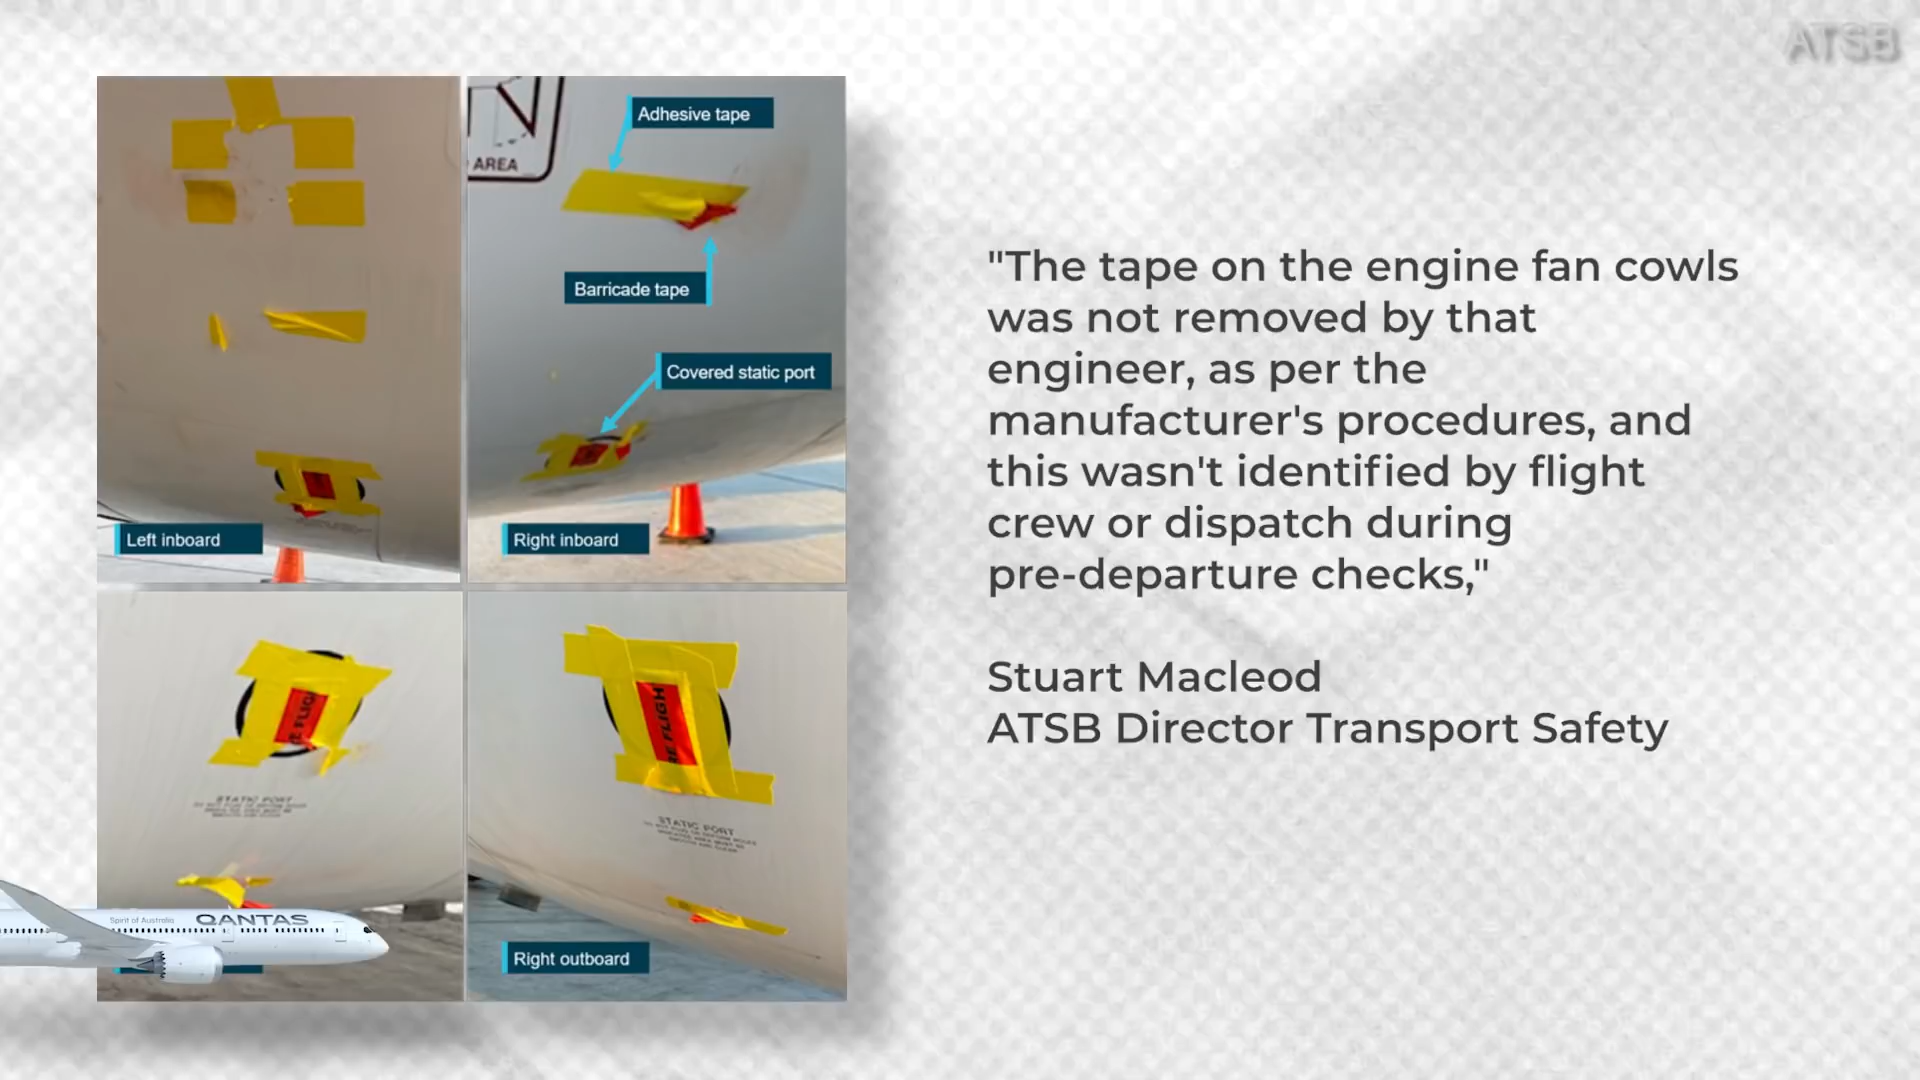 ATSB
N
AREA
Adhesive tape
Barricade tape
Covered static port
Left inboard
Right inboard
"The tape on the engine fan cowls
was not removed by that
engineer, as per the
manufacturer's procedures, and
this wasn't identified by flight
crew or dispatch during
pre-departure checks,"
Stuart Macleod
ATSB Director Transport Safety
E FLIG
RE FLIGH
STATIC PORT
STATIC PORT
Spirit of Australia
QANTAS
Right outboard